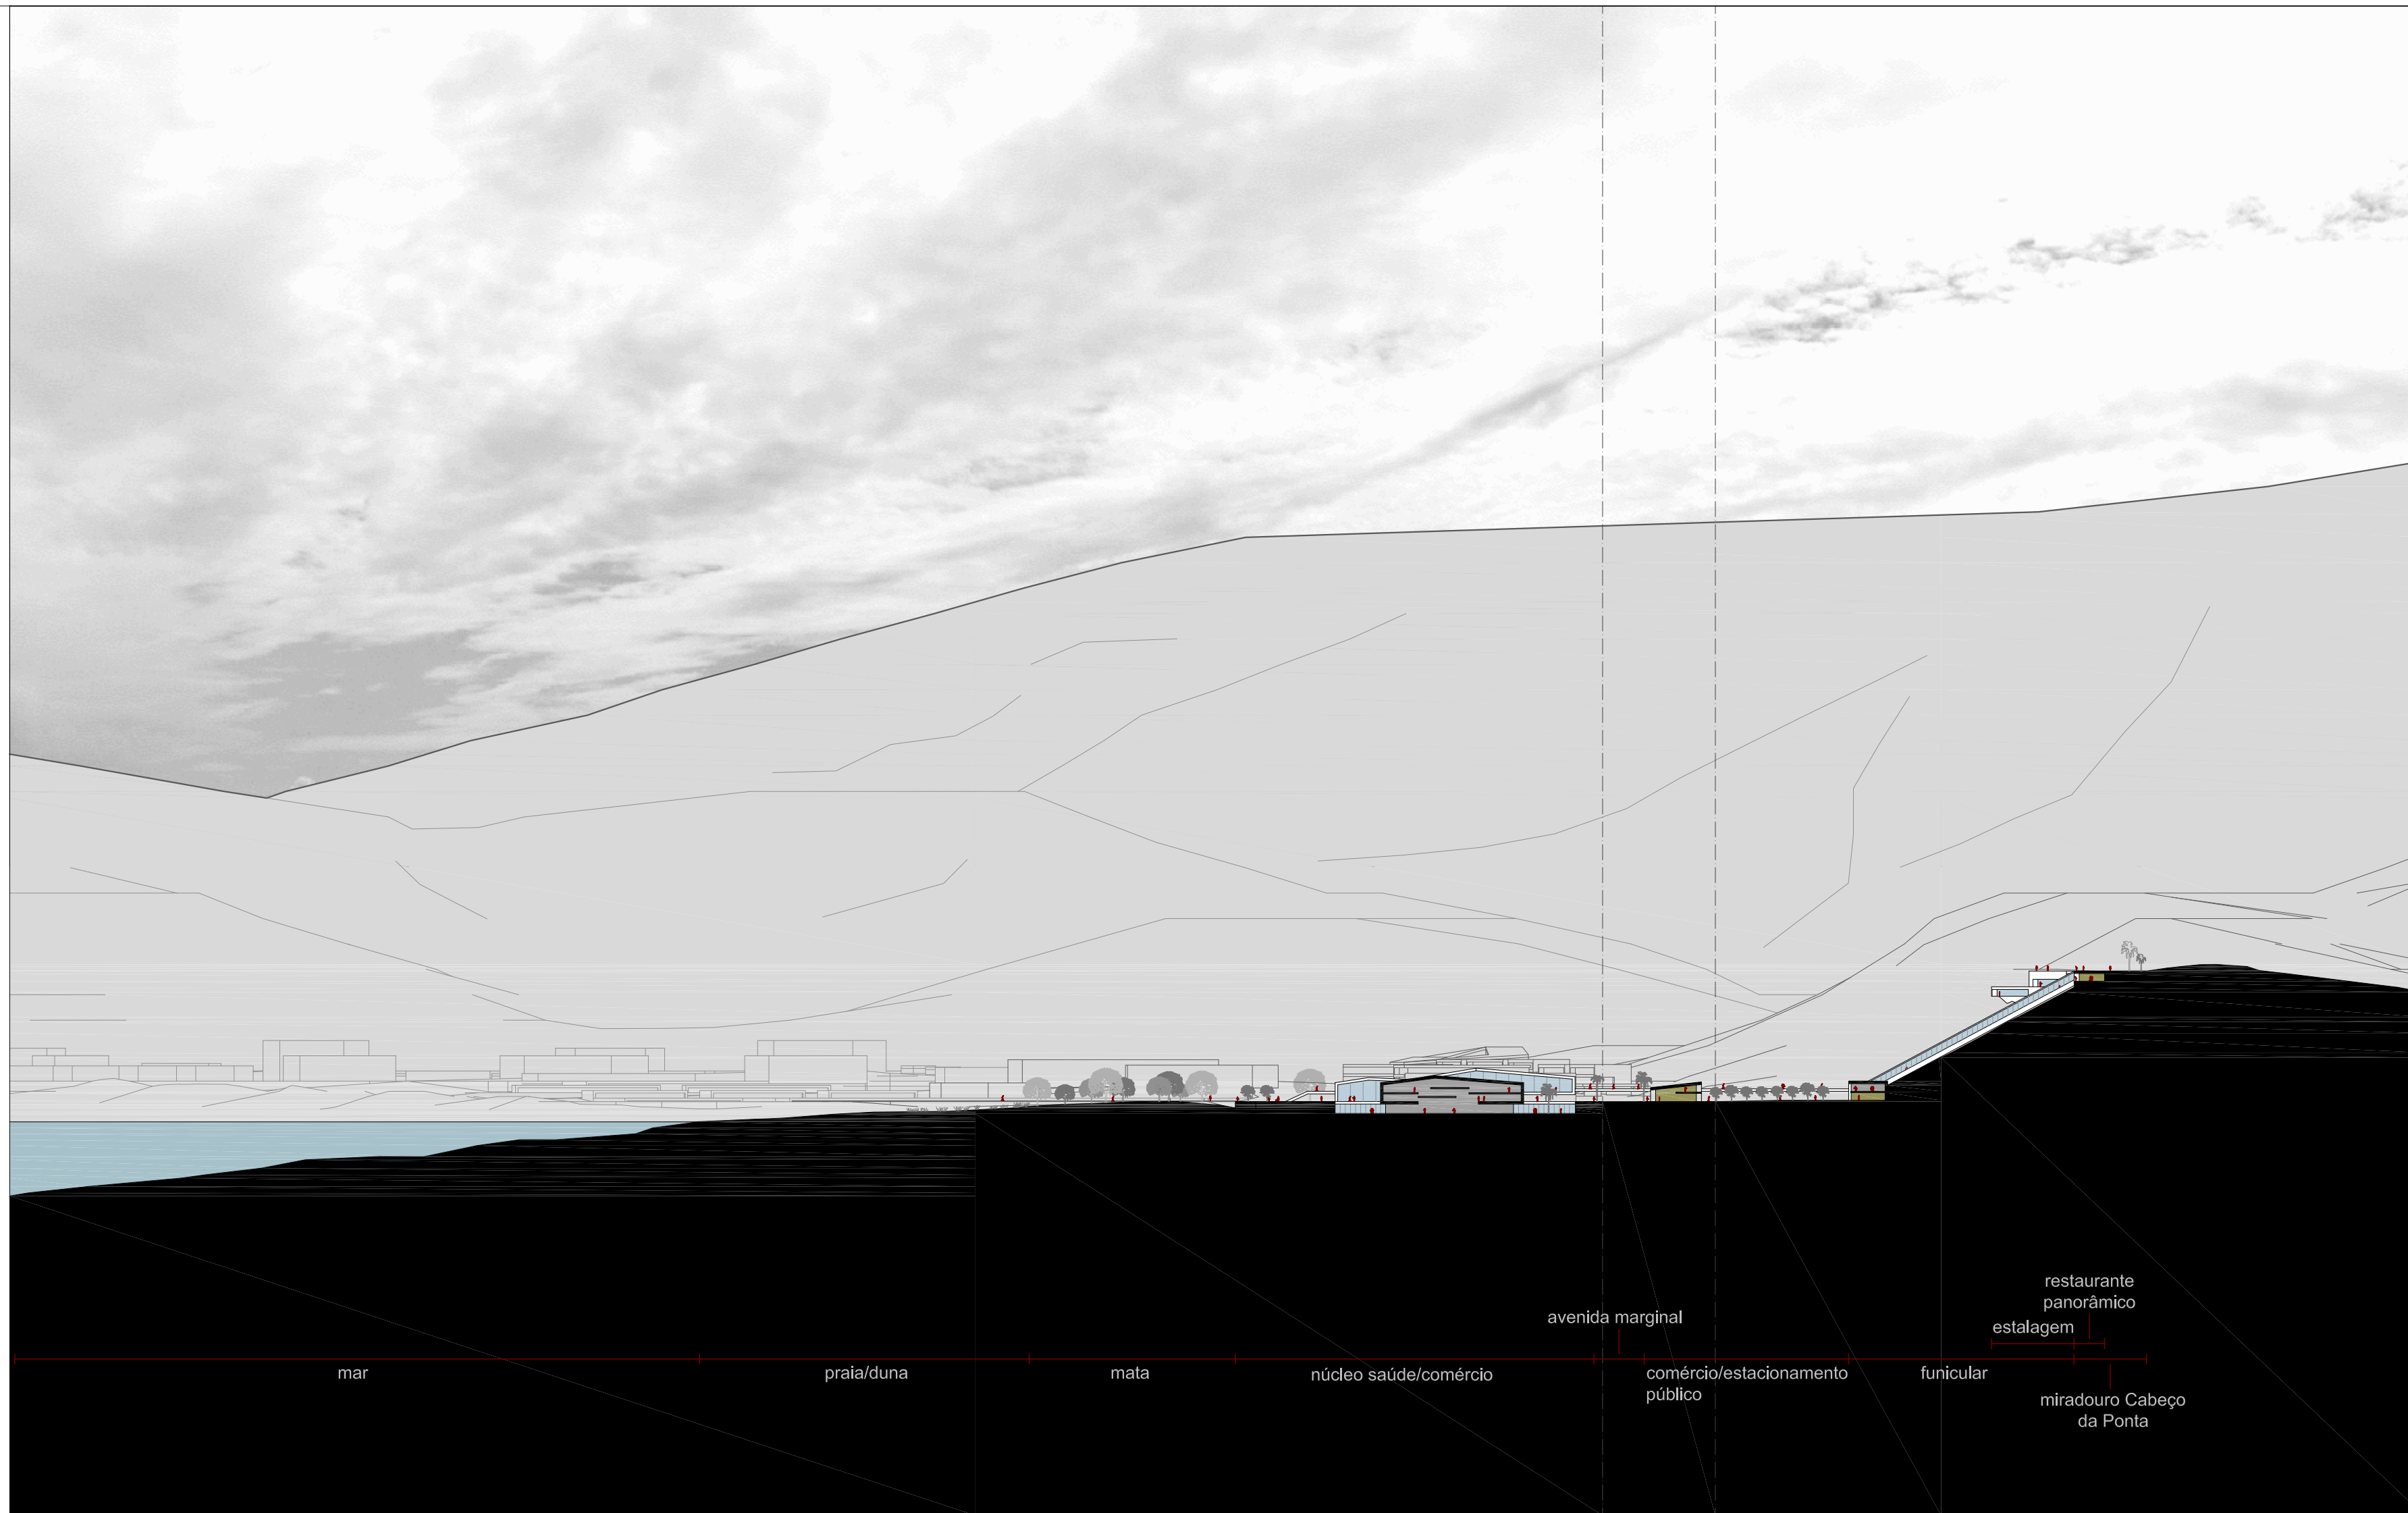 restaurante
panorâmico
avenida marginal
estalagem
mar
praia/duna
mata
núcleo saúde/comércio
comércio/estacionamento
público
funicular
miradouro Cabeço
da Ponta